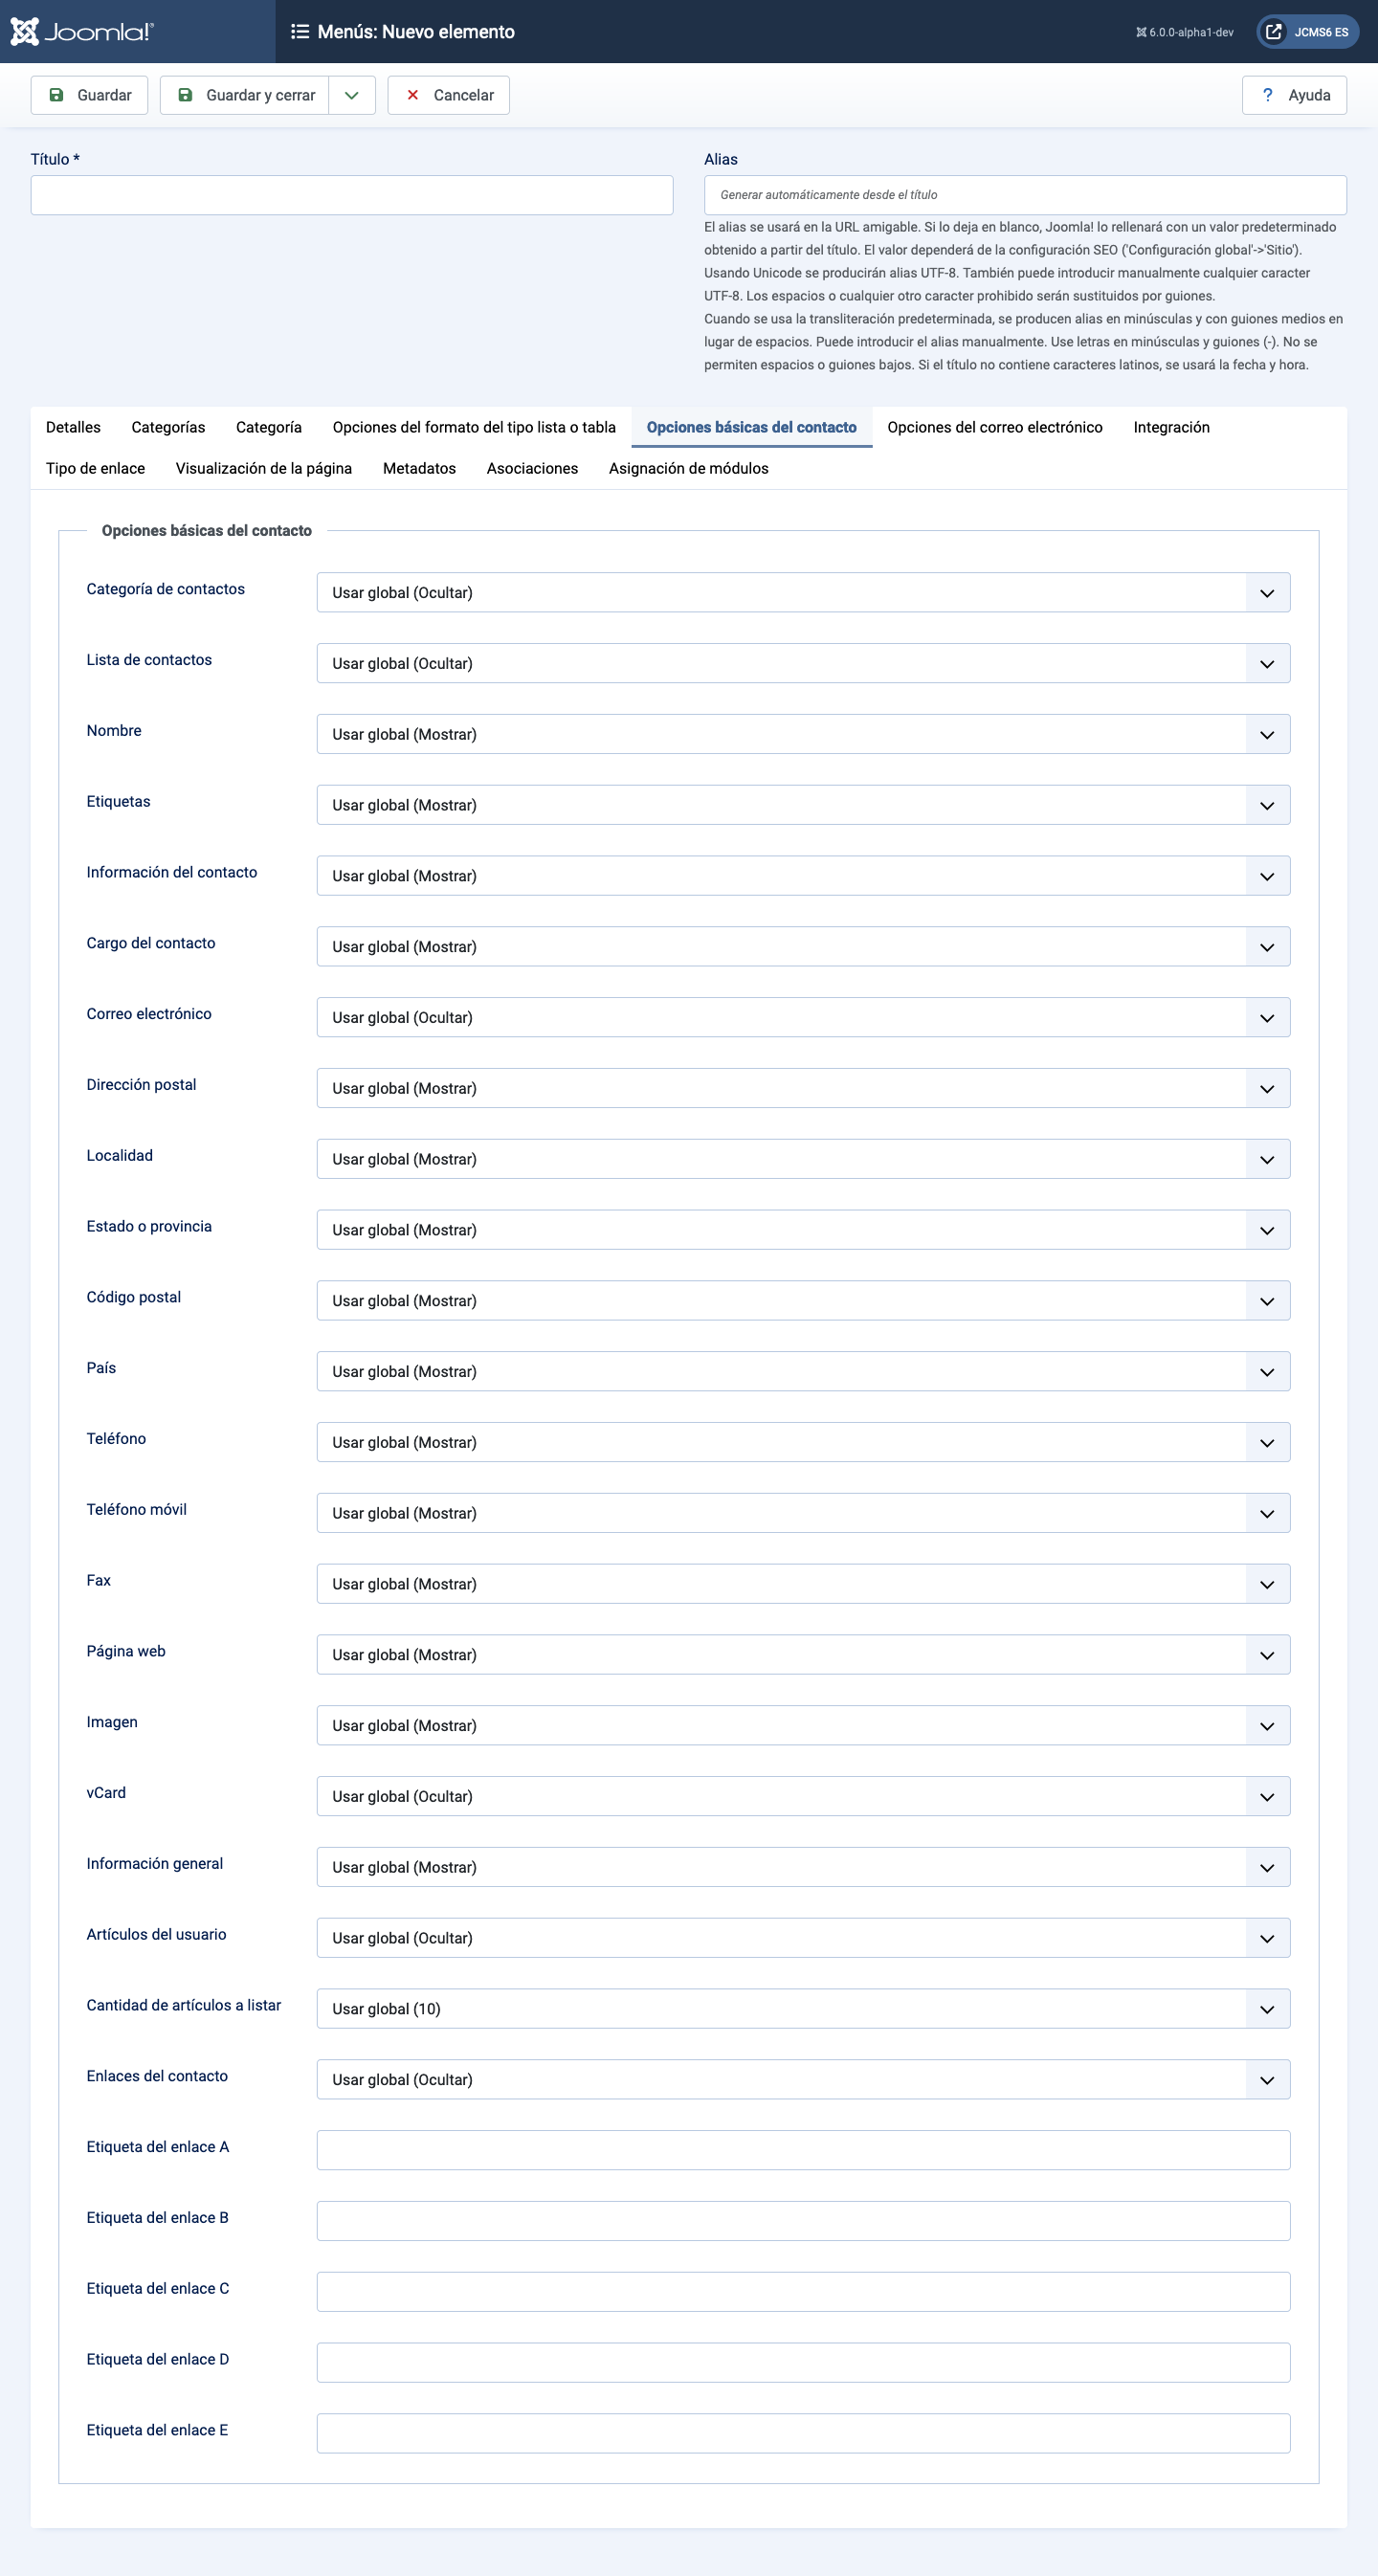 Joomla!
Menús: Nuevo elemento
6.0.0-alpha1-dev
JCMS6 ES
Guardar
Guardar y cerrar
Cancelar
? Ayuda
Título *
Alias
Generar automáticamente desde el título
El alias se usará en la URL amigable. Si lo deja en blanco, Joomla! lo rellenará con un valor predeterminado
obtenido a partir del título. El valor dependerá de la configuración SEO ('Configuración global'->'Sitio').
Usando Unicode se producirán alias UTF-8. También puede introducir manualmente cualquier caracter
UTF-8. Los espacios o cualquier otro caracter prohibido serán sustituidos por guiones.
Cuando se usa la transliteración predeterminada, se producen alias en minúsculas y con guiones medios en
lugar de espacios. Puede introducir el alias manualmente. Use letras en minúsculas y guiones (-). No se
permiten espacios o guiones bajos. Si el título no contiene caracteres latinos, se usará la fecha y hora.
Detalles Categorías Categoría Opciones del formato del tipo lista o tabla Opciones básicas del contacto Opciones del correo electrónico Integración
Tipo de enlace Visualización de la página Metadatos Asociaciones Asignación de módulos
Opciones básicas del contacto
Categoría de contactos Usar global (Ocultar)
Lista de contactos Usar global (Ocultar)
Nombre Usar global (Mostrar)
Etiquetas Usar global (Mostrar)
Información del contacto Usar global (Mostrar)
Cargo del contacto Usar global (Mostrar)
Correo electrónico Usar global (Ocultar)
Dirección postal Usar global (Mostrar)
Localidad Usar global (Mostrar)
Estado o provincia Usar global (Mostrar)
Código postal Usar global (Mostrar)
País Usar global (Mostrar)
Teléfono Usar global (Mostrar)
Teléfono móvil Usar global (Mostrar)
Fax Usar global (Mostrar)
Página web Usar global (Mostrar)
Imagen Usar global (Mostrar)
vCard Usar global (Ocultar)
Información general Usar global (Mostrar)
Artículos del usuario Usar global (Ocultar)
Cantidad de artículos a listar Usar global (10)
Enlaces del contacto Usar global (Ocultar)
Etiqueta del enlace A
Etiqueta del enlace B
Etiqueta del enlace C
Etiqueta del enlace D
Etiqueta del enlace E